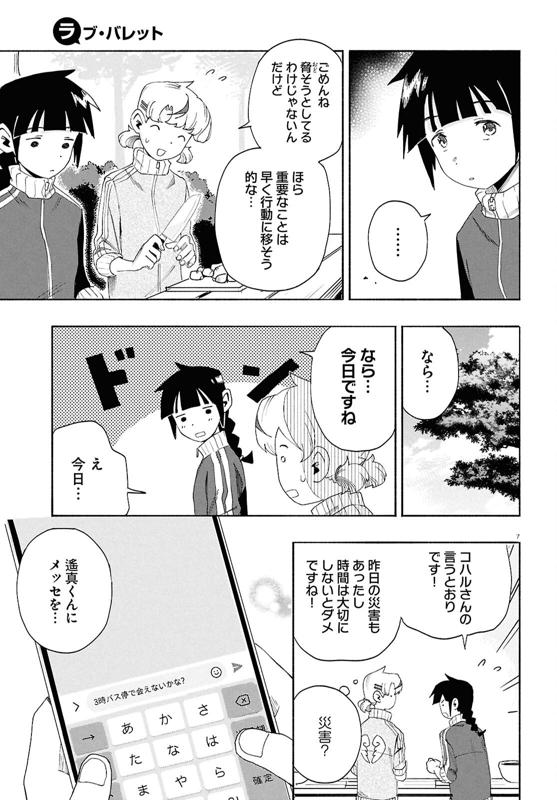 ラブ・バレット
……
ごめんね
脅そうとしてる
わけじゃないん
だけど
ほら
重要なことは
早く行動に移そう
的な…
なら…
なら…
今日ですね
ドーン
え
今日…
7
コハルさんの
言うとおり
です!
昨日の災害も
あったし
時間は大切に
しないとダメ
ですね!
災害?
遥真くんに
メッセを…
3時バス停で会えないかな?
→
あ
か
さ
た
な
は
ま
や
ら
確定